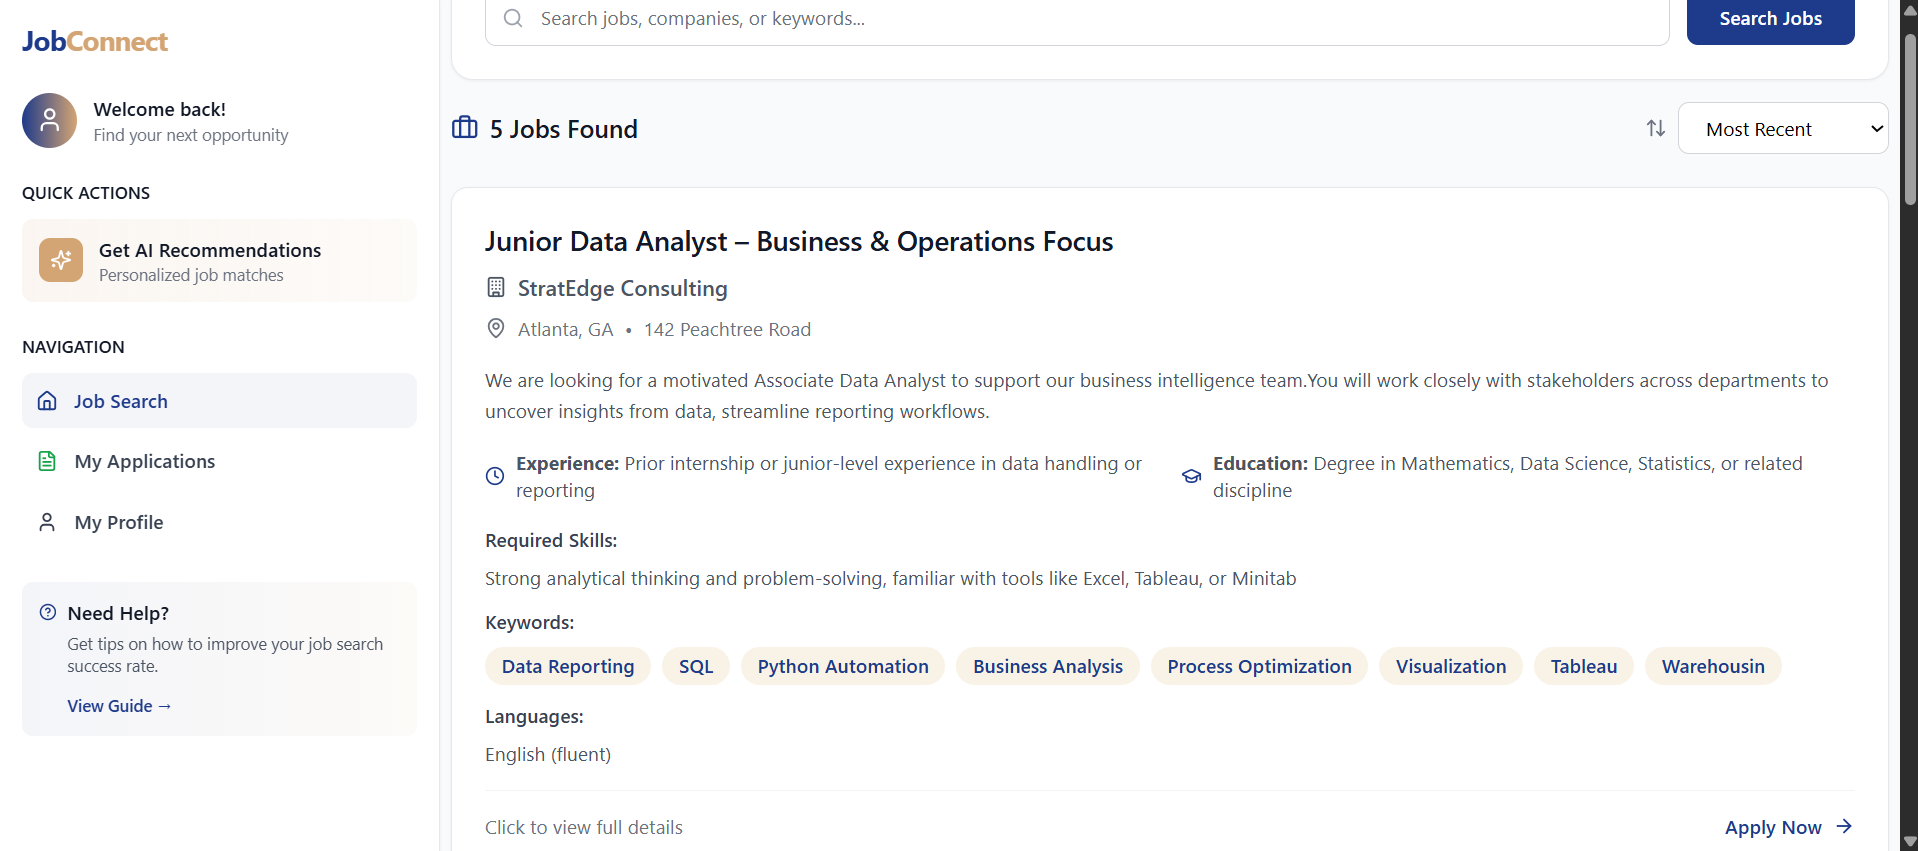 JobConnect
Welcome back!
Find your next opportunity
QUICK ACTIONS
Get AI Recommendations
Personalized job matches
NAVIGATION
Job Search
My Applications
My Profile
Need Help?
Get tips on how to improve your job search
success rate.
View Guide →
Search jobs, companies, or keywords...
Search Jobs
5 Jobs Found
Most Recent
Junior Data Analyst – Business & Operations Focus
StratEdge Consulting
Atlanta, GA • 142 Peachtree Road
We are looking for a motivated Associate Data Analyst to support our business intelligence team.You will work closely with stakeholders across departments to
uncover insights from data, streamline reporting workflows.
Experience: Prior internship or junior-level experience in data handling or
reporting
Education: Degree in Mathematics, Data Science, Statistics, or related
discipline
Required Skills:
Strong analytical thinking and problem-solving, familiar with tools like Excel, Tableau, or Minitab
Keywords:
Data Reporting SQL Python Automation Business Analysis Process Optimization Visualization Tableau Warehousin
Languages:
English (fluent)
Click to view full details
Apply Now →